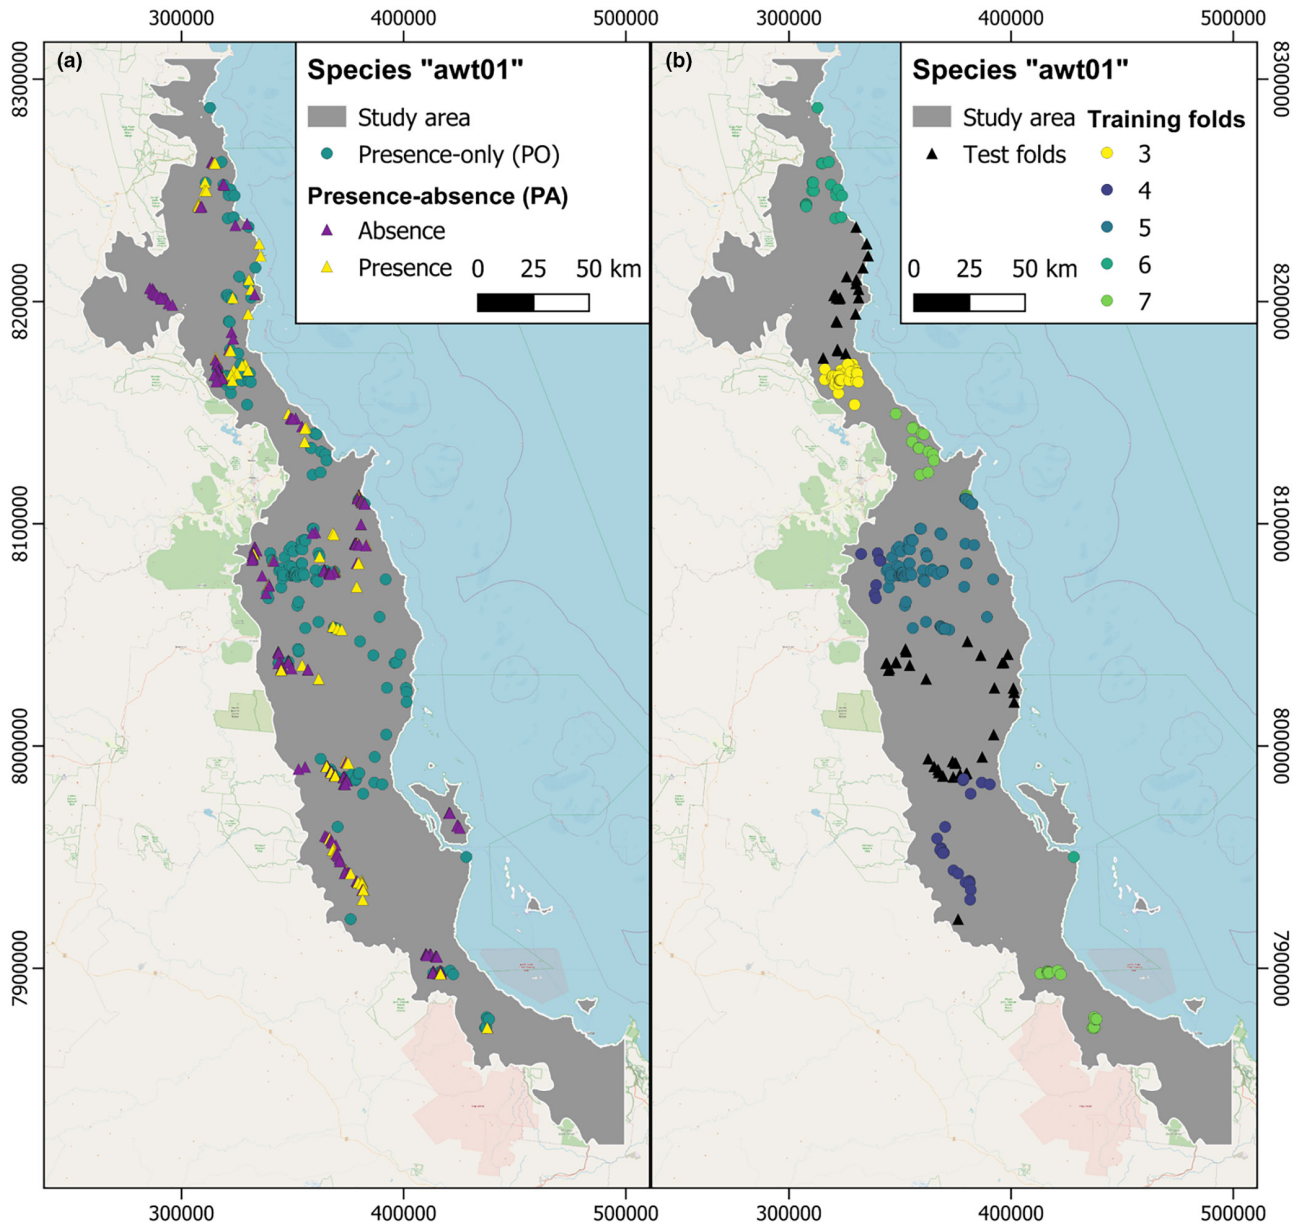 300000 400000 500000 300000 400000 500000
(a)
Species "awt01"
Study area
Presence-only (PO)
Presence-absence (PA)
Absence
Presence
0 25 50 km
(b)
Species "awt01"
Study area
Test folds
Training folds
3
4
5
6
7
0 25 50 km
8300000
8200000
8100000
8000000
7900000
8300000
8200000
8100000
8000000
7900000
300000 400000 500000 300000 400000 500000